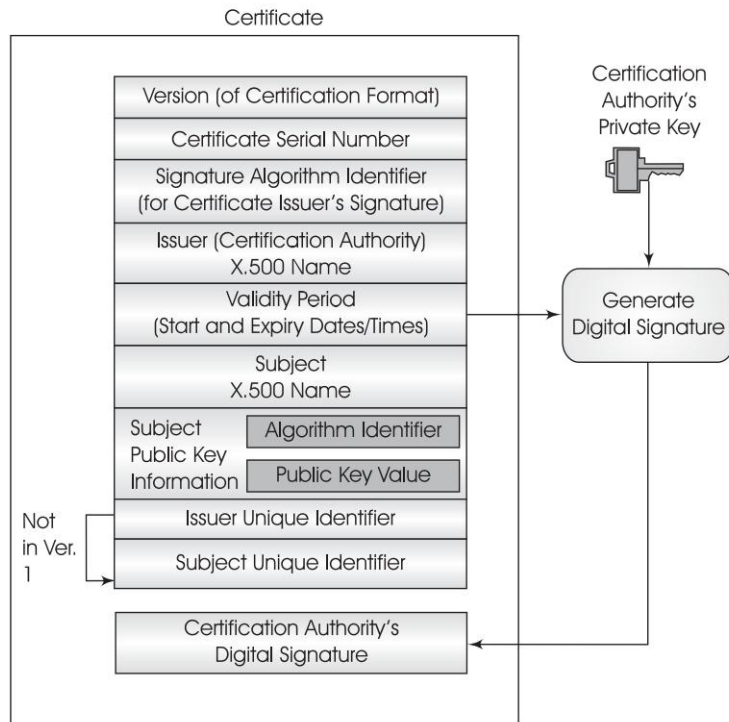 Certificate
Version (of Certification Format)
Certificate Serial Number
Signature Algorithm Identifier
(for Certificate Issuer's Signature)
Issuer (Certification Authority)
X.500 Name
Validity Period
(Start and Expiry Dates/Times)
Subject
X.500 Name
Subject
Public Key
Information
Algorithm Identifier
Public Key Value
Issuer Unique Identifier
Subject Unique Identifier
Not
in Ver.
1
Certification Authority's
Digital Signature
Certification
Authority's
Private Key
Generate
Digital Signature